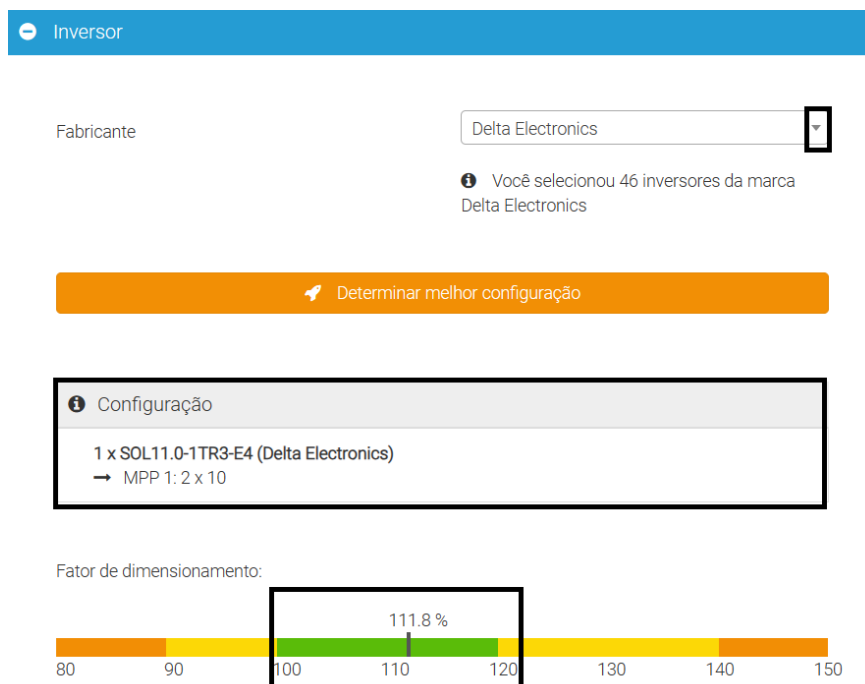 Inversor
Fabricante
Delta Electronics
Você selecionou 46 inversores da marca
Delta Electronics
Determinar melhor configuração
Configuração
1 x SOL11.0-1TR3-E4 (Delta Electronics)
→ MPP 1: 2 x 10
Fator de dimensionamento:
111.8 %
80 90 100 110 120 130 140 150